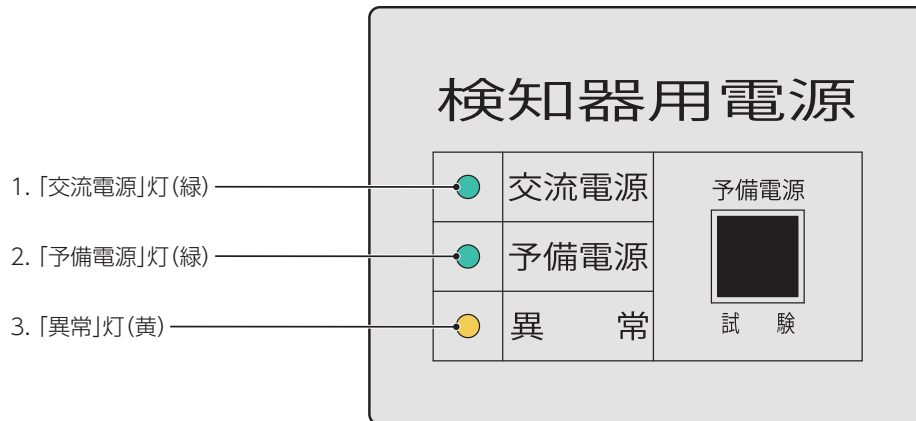 検知器用電源
1.「交流電源」灯(緑)
交流電源
2.「予備電源」灯(緑)
予備電源
3.「異常」灯(黄)
異 常
予備電源
試 験